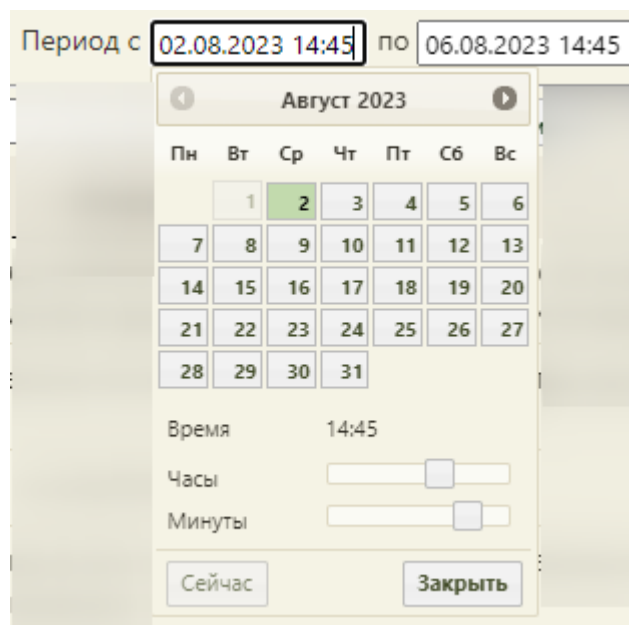 Период с 02.08.2023 14:45 по 06.08.2023 14:45
Август 2023
Пн Вт Ср Чт Пт Сб Вс
1 2 3 4 5 6
7 8 9 10 11 12 13
14 15 16 17 18 19 20
21 22 23 24 25 26 27
28 29 30 31
Время 14:45
Часы
Минуты
Сейчас Закрыть